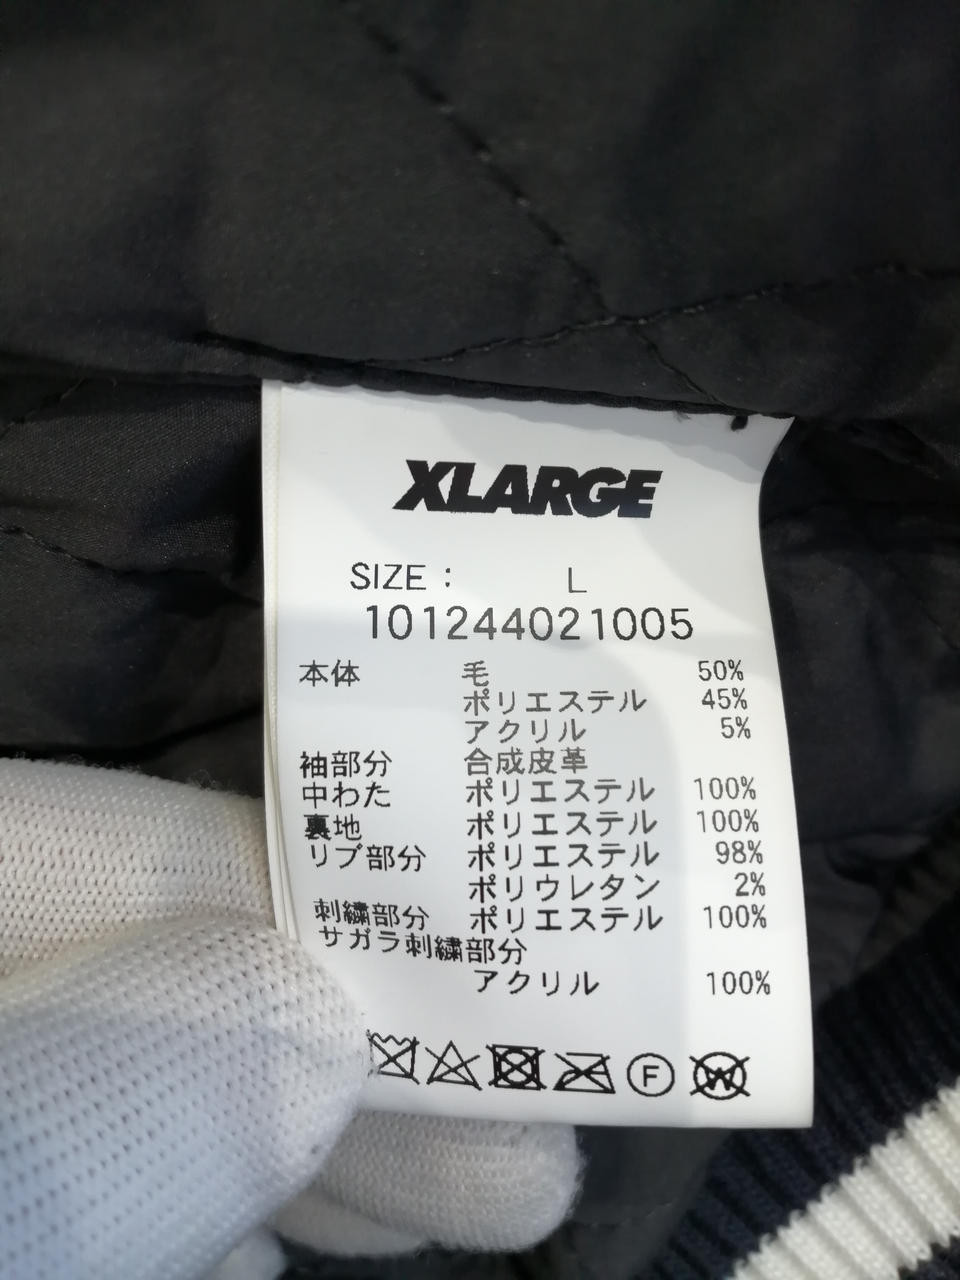 XLARGE
SIZE : L
101244021005
本体 毛 50%
ポリエステル 45%
アクリル 5%
袖部分 合成皮革
中わた ポリエステル 100%
裏地 ポリエステル 100%
リブ部分 ポリエステル 98%
ポリウレタン 2%
刺繍部分 ポリエステル 100%
サガラ刺繍部分
アクリル 100%
F W